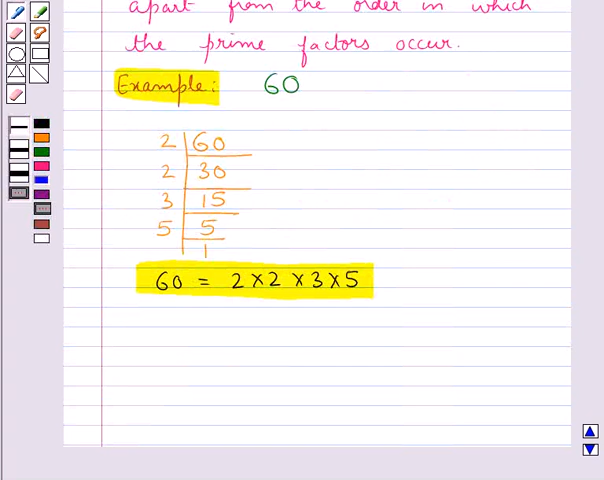 apart from the order in which
the prime factors occur.
Example: 60
2 | 60
2 | 30
3 | 15
5 | 5
1
60 = 2 × 2 × 3 × 5